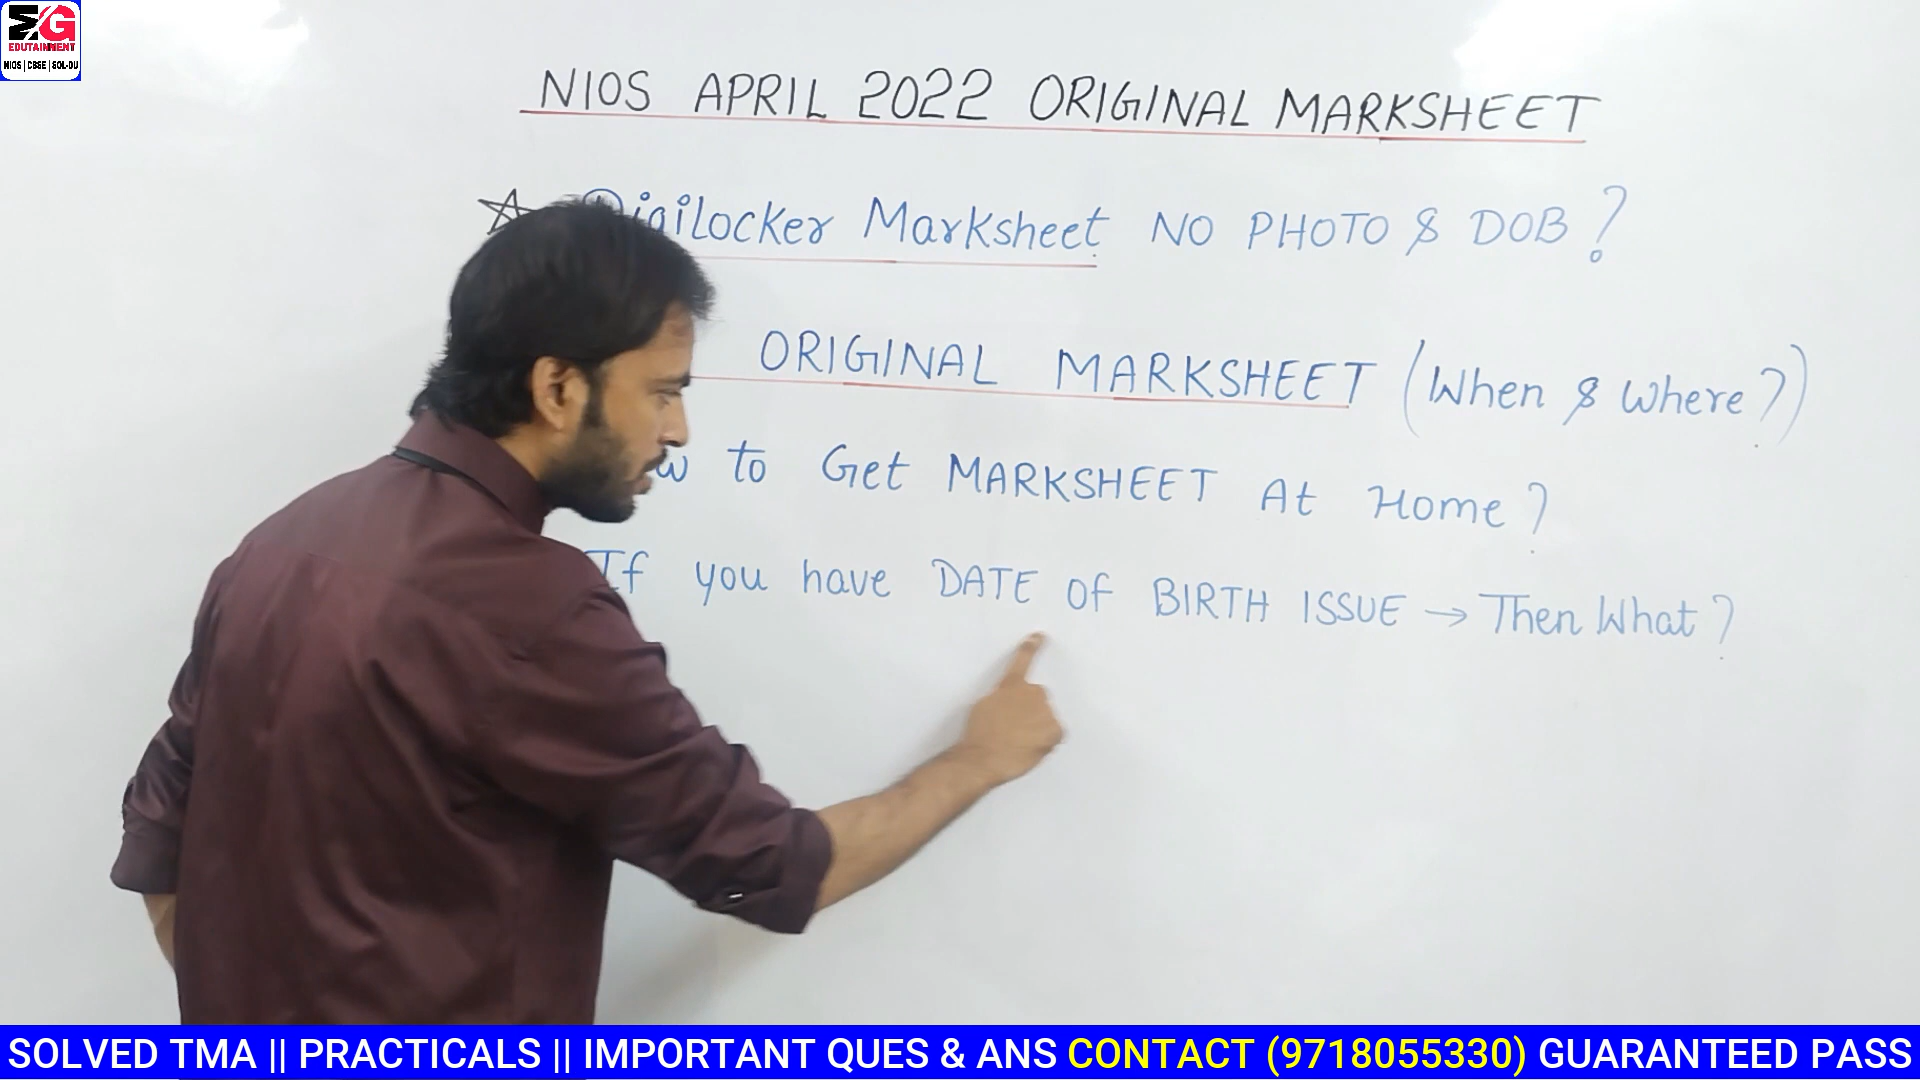 MG
EDUTAINMENT
NIOS | CBSE | SOL-DU
NIOS APRIL 2022 ORIGINAL MARKSHEET
DigiLocker Marksheet NO PHOTO & DOB?
ORIGINAL MARKSHEET (When & Where?)
to Get MARKSHEET At Home?
If you have DATE OF BIRTH ISSUE → Then What?
SOLVED TMA || PRACTICALS || IMPORTANT QUES & ANS CONTACT (9718055330) GUARANTEED PASS